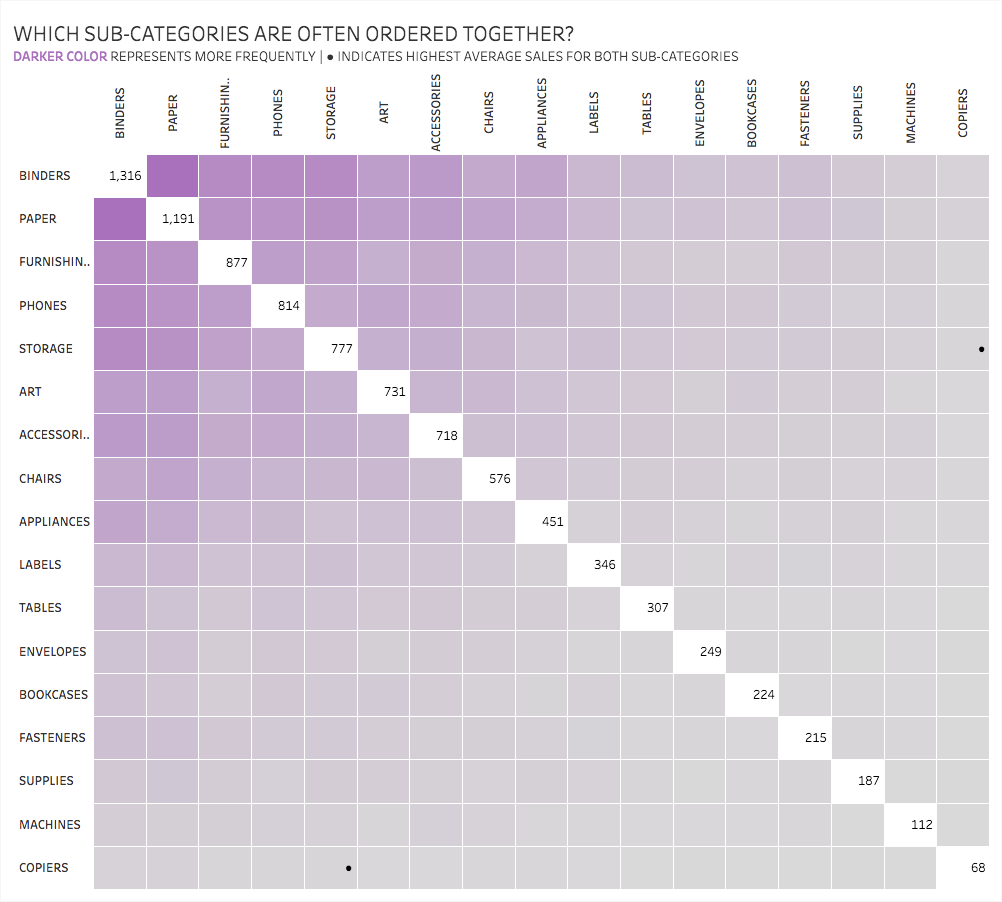 WHICH SUB-CATEGORIES ARE OFTEN ORDERED TOGETHER?
DARKER COLOR REPRESENTS MORE FREQUENTLY | ● INDICATES HIGHEST AVERAGE SALES FOR BOTH SUB-CATEGORIES
BINDERS
PAPER
FURNISHIN..
PHONES
STORAGE
ART
ACCESSORIES
CHAIRS
APPLIANCES
LABELS
TABLES
ENVELOPES
BOOKCASES
FASTENERS
SUPPLIES
MACHINES
COPIERS
BINDERS 1,316
PAPER 1,191
FURNISHIN.. 877
PHONES 814
STORAGE 777 ●
ART 731
ACCESSORI.. 718
CHAIRS 576
APPLIANCES 451
LABELS 346
TABLES 307
ENVELOPES 249
BOOKCASES 224
FASTENERS 215
SUPPLIES 187
MACHINES 112
COPIERS ● 68